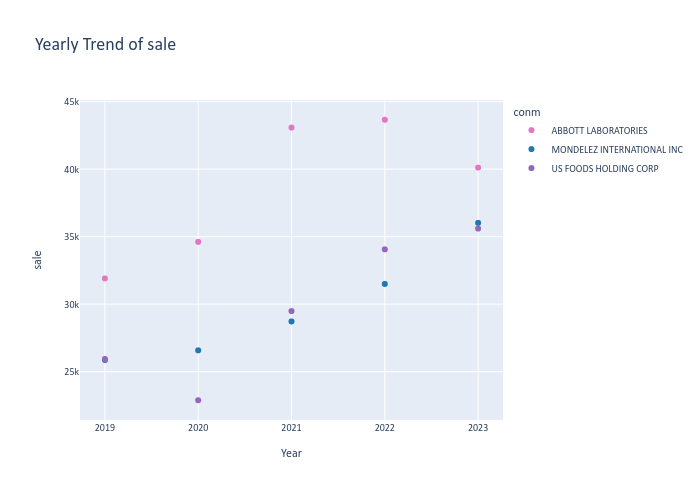 Yearly Trend of sale
45k
40k
35k
30k
25k
sale
2019 2020 2021 2022 2023
Year
conm
ABBOTT LABORATORIES
MONDELEZ INTERNATIONAL INC
US FOODS HOLDING CORP